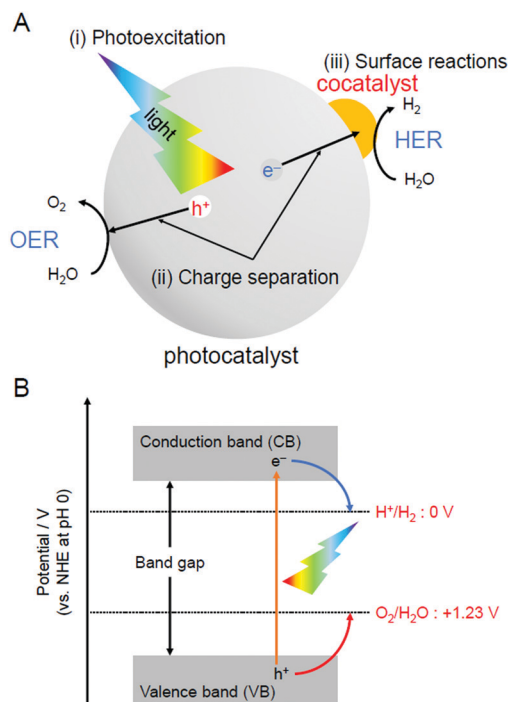 A
(i) Photoexcitation
(iii) Surface reactions
cocatalyst
light
H₂
HER
e⁻
H₂O
O₂
h⁺
OER
H₂O
(ii) Charge separation
photocatalyst
B
Potential / V
(vs. NHE at pH 0)
Conduction band (CB)
e⁻
H⁺/H₂ : 0 V
Band gap
O₂/H₂O : +1.23 V
h⁺
Valence band (VB)